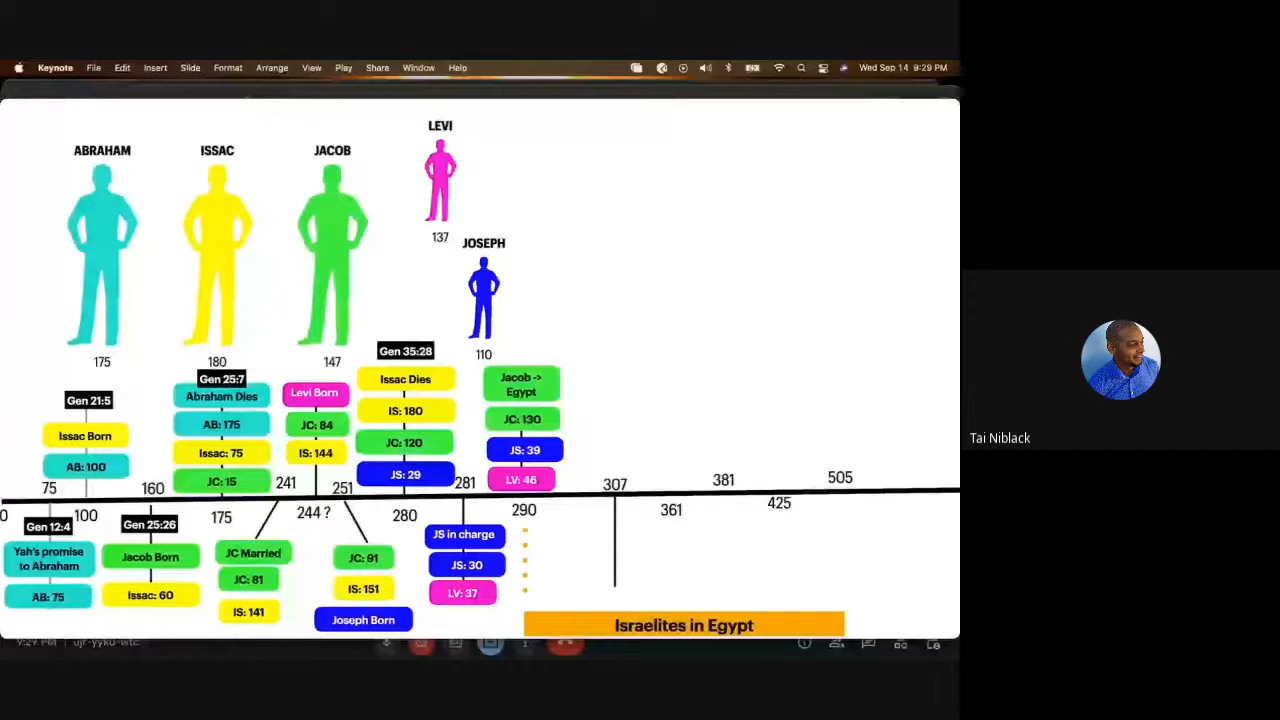 Keynote File Edit Insert Slide Format Arrange View Play Share Window Help Wed Sep 14 9:29 PM
LEVI
ABRAHAM ISSAC JACOB
137
JOSEPH
175 180 147 110
Gen 35:28
Gen 21:5
Gen 25:7
Issac Born
AB: 100
Abraham Dies
AB: 175
Issac: 75
JC: 15
Levi Born
JC: 84
IS: 144
Issac Dies
IS: 180
JC: 120
JS: 29
Jacob ->
Egypt
JC: 130
JS: 39
LV: 46
75 160 241 251 281 307 381 505
0 100 175 244 ? 280 290 361 425
Gen 12:4
Yah's promise
to Abraham
AB: 75
Gen 25:26
Jacob Born
Issac: 60
JC Married
JC: 81
IS: 141
JC: 91
IS: 151
Joseph Born
JS in charge
JS: 30
LV: 37
Israelites in Egypt
Tai Niblack
9:29 PM